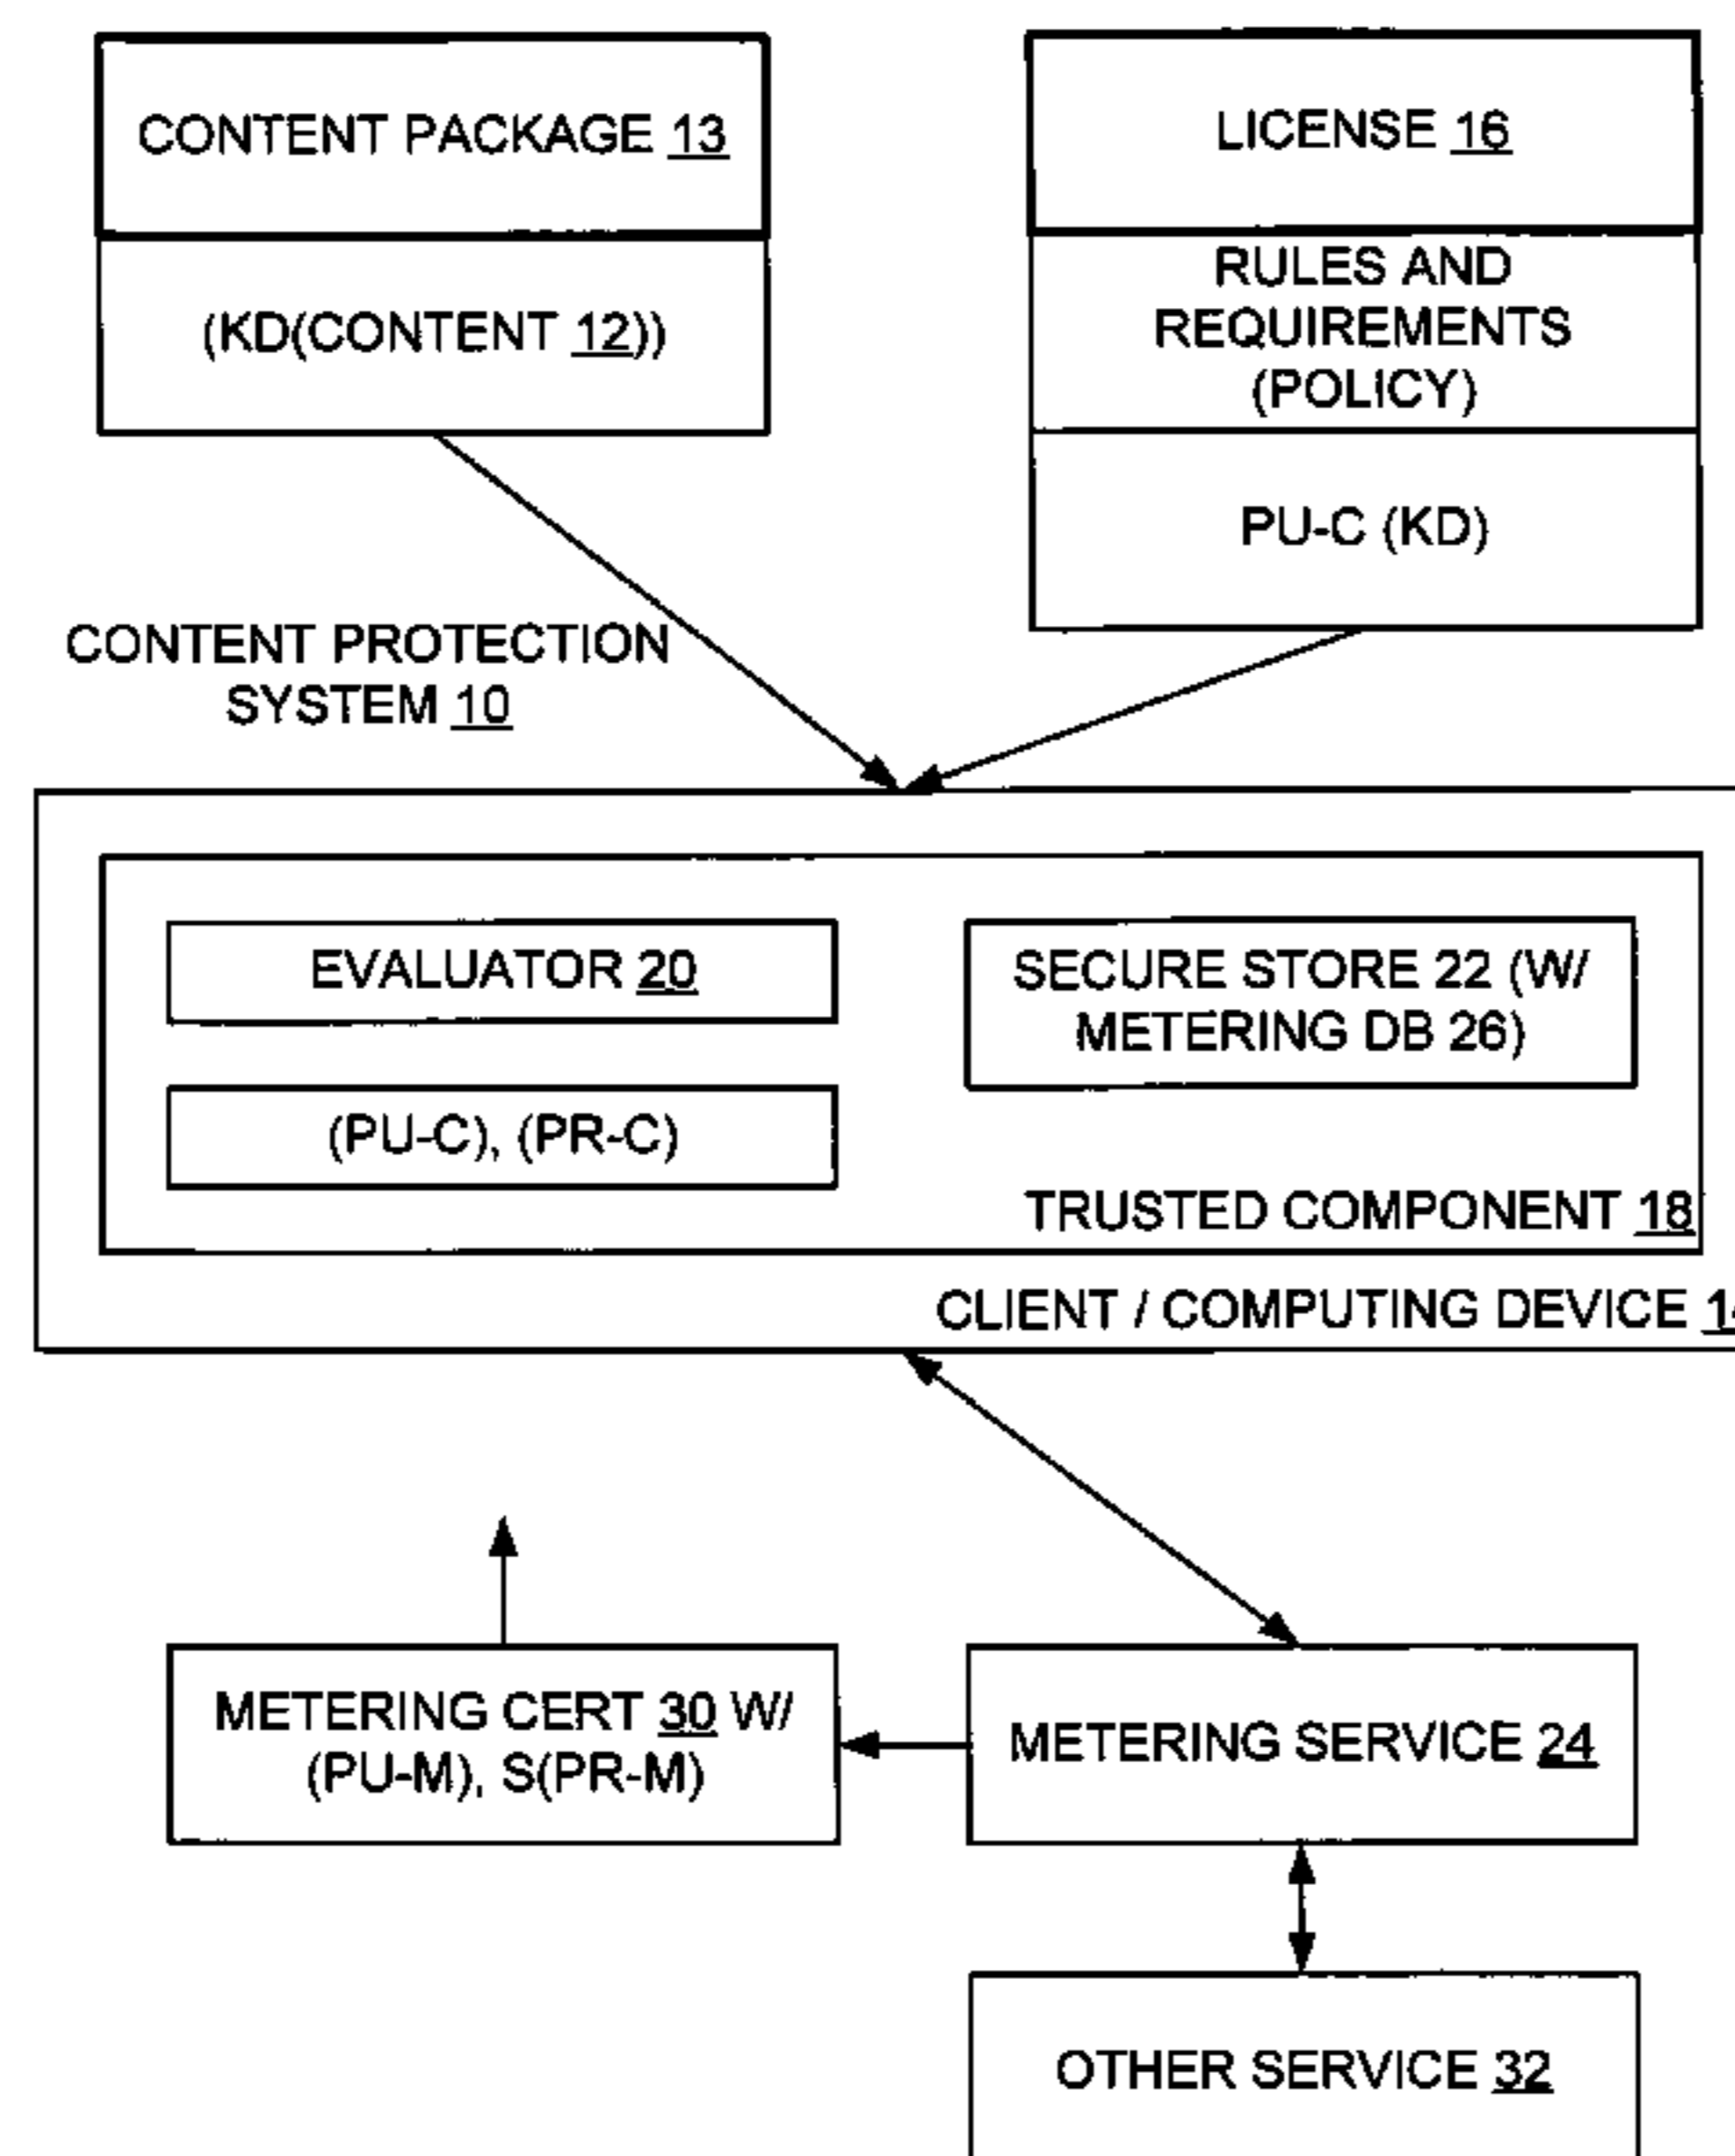 CONTENT PACKAGE 13
(KD(CONTENT 12))
LICENSE 16
RULES AND
REQUIREMENTS
(POLICY)
PU-C (KD)
CONTENT PROTECTION
SYSTEM 10
EVALUATOR 20
(PU-C), (PR-C)
SECURE STORE 22 (W/
METERING DB 26)
TRUSTED COMPONENT 18
CLIENT / COMPUTING DEVICE
METERING CERT 30 W/
(PU-M), S(PR-M)
METERING SERVICE 24
OTHER SERVICE 32